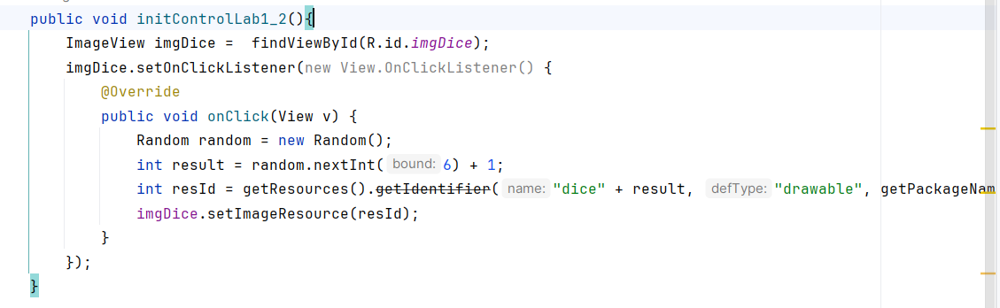 public void initControlLab1_2(){
ImageView imgDice =  findViewById(R.id.imgDice);
imgDice.setOnClickListener(new View.OnClickListener() {
@Override
public void onClick(View v) {
Random random = new Random();
int result = random.nextInt( bound: 6) + 1;
int resId = getResources().getIdentifier( name: "dice" + result, defType: "drawable", getPackageNam
imgDice.setImageResource(resId);
}
});
}